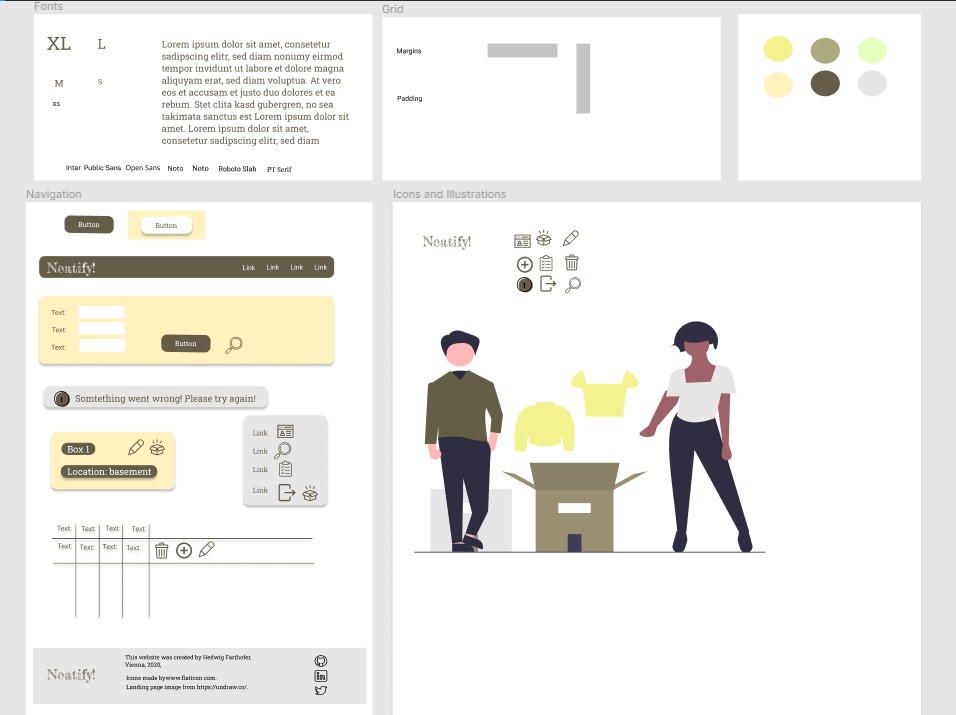 Fonts
XL L
M S
xs
Lorem ipsum dolor sit amet, consetetur
sadipscing elitr, sed diam nonumy eirmod
tempor invidunt ut labore et dolore magna
aliquyam erat, sed diam voluptua. At vero
eos et accusam et justo duo dolores et ea
rebum. Stet clita kasd gubergren, no sea
takimata sanctus est Lorem ipsum dolor sit
amet. Lorem ipsum dolor sit amet,
consetetur sadipscing elitr, sed diam
Inter Public Sans Open Sans Noto Noto Roboto Slab PT Serif
Grid
Margins
Padding
Navigation
Button Button
Neatify! Link Link Link Link
Text:
Text:
Text:
Button
! Somtething went wrong! Please try again!
Box 1
Location: basement
Link
Link
Link
Link
Text: Text: Text: Text:
Text: Text: Text: Text:
Neatify!
This website was created by Hedwig Farthofer,
Vienna, 2020,
Icons made bywww.flaticon.com.
Landing page image from https://undraw.co/.
in
Icons and Illustrations
Neatify!
!